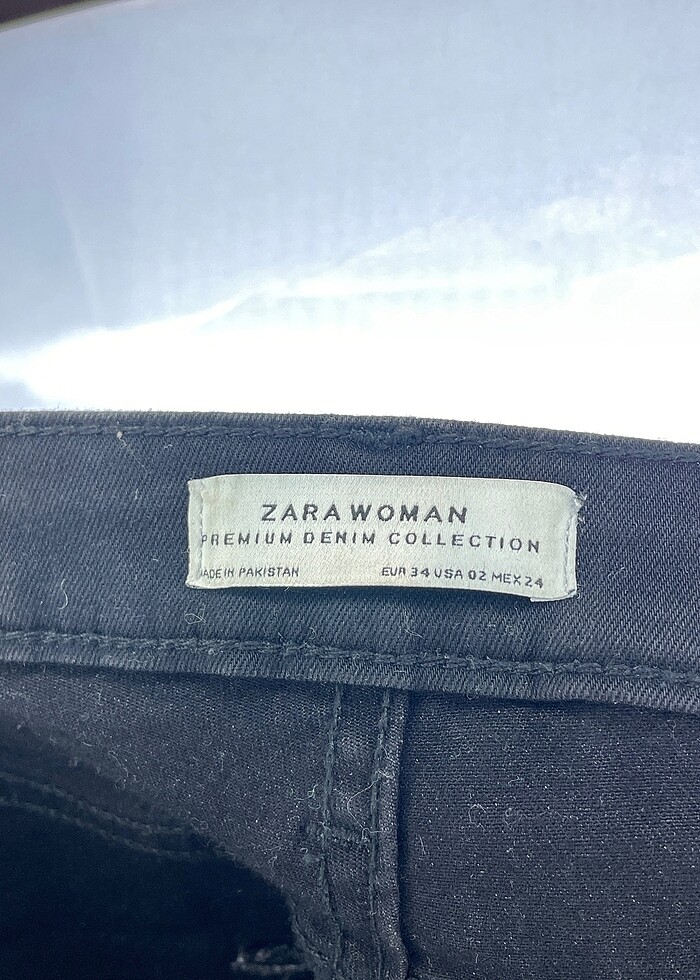 ZARA WOMAN
PREMIUM DENIM COLLECTION
MADE IN PAKISTAN EUR 34 USA 02 MEX 24